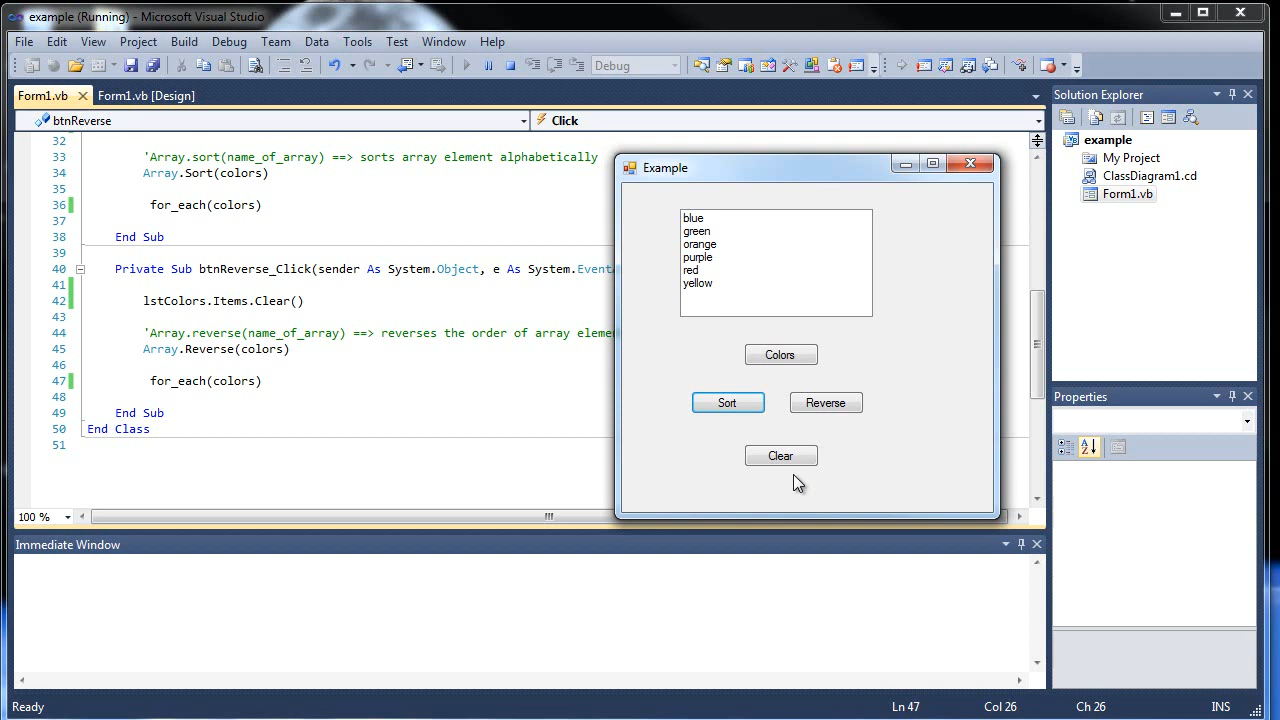 example (Running) - Microsoft Visual Studio
File Edit View Project Build Debug Team Data Tools Test Window Help
Debug
Form1.vb Form1.vb [Design]
btnReverse Click
32
33 'Array.sort(name_of_array) ==> sorts array element alphabetically
34 Array.Sort(colors)
35
36 for_each(colors)
37
38 End Sub
39
40 Private Sub btnReverse_Click(sender As System.Object, e As System.Event
41
42 lstColors.Items.Clear()
43
44 'Array.reverse(name_of_array) ==> reverses the order of array eleme
45 Array.Reverse(colors)
46
47 for_each(colors)
48
49 End Sub
50 End Class
51
100 %
Example
blue
green
orange
purple
red
yellow
Colors
Sort Reverse
Clear
Solution Explorer
example
My Project
ClassDiagram1.cd
Form1.vb
Properties
Immediate Window
Ready Ln 47 Col 26 Ch 26 INS